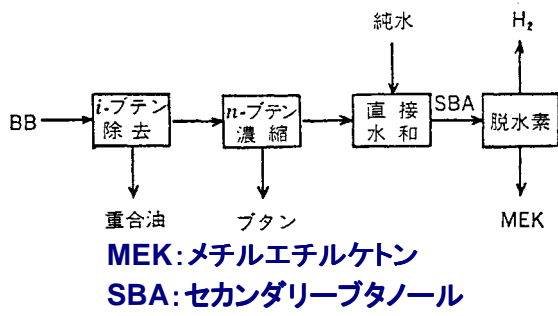 純水
H₂
BB
i-ブテン
除去
n-ブテン
濃縮
直接
水和
SBA
脱水素
重合油
ブタン
MEK
MEK:メチルエチルケトン
SBA:セカンダリーブタノール